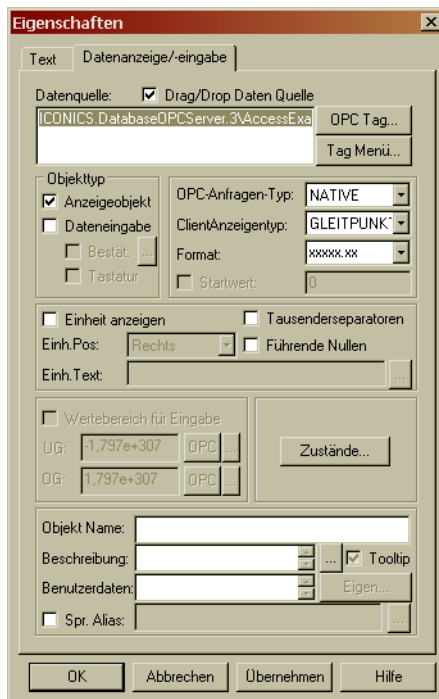 Eigenschaften
Text Datenanzeige/-eingabe
Datenquelle: Drag/Drop Daten Quelle
ICONICS.DatabaseOPCServer.3\AccessExa OPC Tag...
Tag Menü...
Objekttyp
Anzeigeobjekt OPC-Anfragen-Typ: NATIVE
Dateneingabe ClientAnzeigentyp: GLEITPUNKT
Bestät. ... Format: xxxxx.xx
Tastatur Startwert: 0
Einheit anzeigen Tausenderseparatoren
Einh.Pos: Rechts Führende Nullen
Einh.Text: ...
Wertebereich für Eingabe
UG: -1,797e+307 OPC ... Zustände...
OG: 1,797e+307 OPC ...
Objekt Name:
Beschreibung: ... Tooltip
Benutzerdaten: Eigen...
Spr. Alias: ...
OK Abbrechen Übernehmen Hilfe